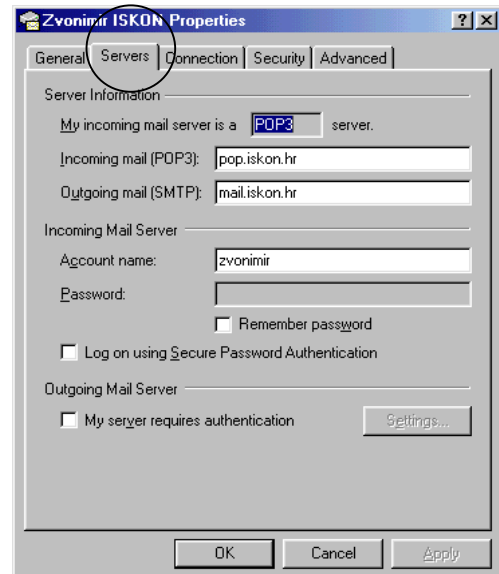 Zvonimir ISKON Properties
General Servers Connection Security Advanced
Server Information
My incoming mail server is a POP3 server.
Incoming mail (POP3): pop.iskon.hr
Outgoing mail (SMTP): mail.iskon.hr
Incoming Mail Server
Account name: zvonimir
Password:
Remember password
Log on using Secure Password Authentication
Outgoing Mail Server
My server requires authentication Settings...
OK Cancel Apply